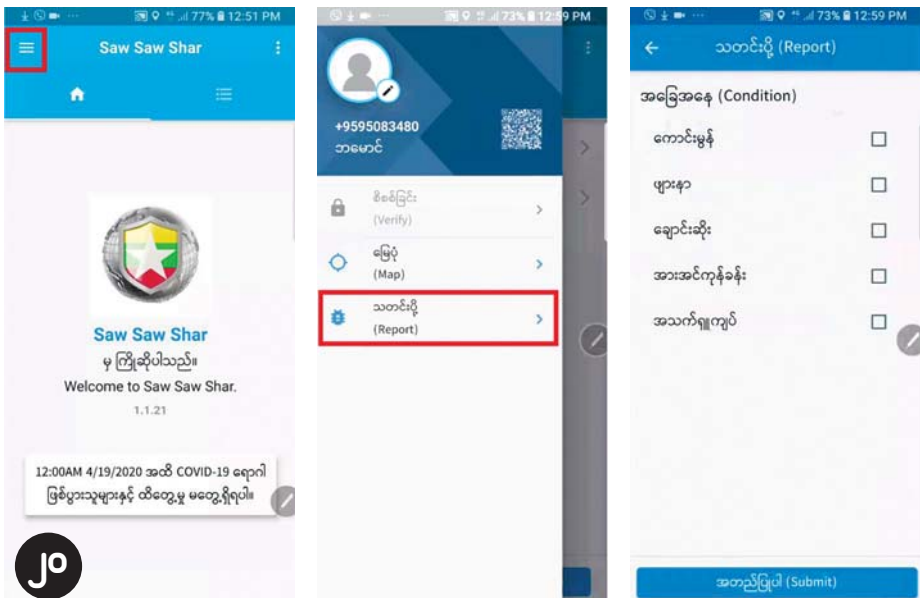 77% 12:51 PM
Saw Saw Shar
Saw Saw Shar
မှ ကြိုဆိုပါသည်။
Welcome to Saw Saw Shar.
1.1.21
12:00AM 4/19/2020 အထိ COVID-19 ရောဂါ
ဖြစ်ပွားသူများနှင့် ထိတွေ့မှု မတွေ့ရှိရပါ။
Jo
73% 12:59 PM
+9595083480
ဘမောင်
စိစစ်ခြင်း
(Verify)
မြေပုံ
(Map)
သတင်းပို့
(Report)
73% 12:59 PM
သတင်းပို့ (Report)
အခြေအနေ (Condition)
ကောင်းမွန်
ဖျားနာ
ချောင်းဆိုး
အားအင်ကုန်ခန်း
အသက်ရှူကျပ်
အတည်ပြုပါ (Submit)